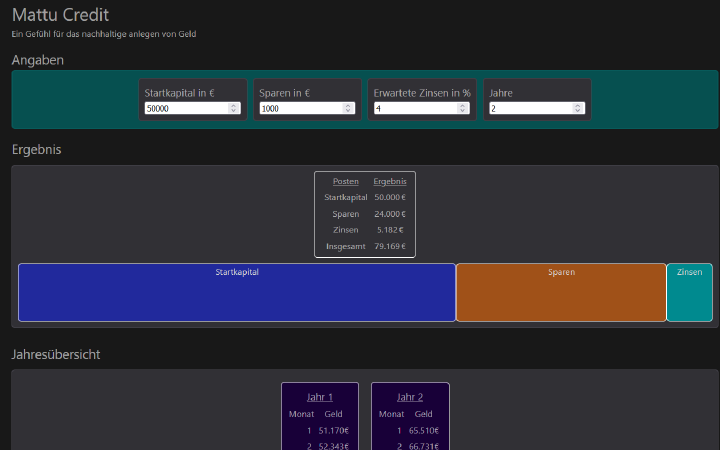 Mattu Credit
Ein Gefühl für das nachhaltige anlegen von Geld
Angaben
Startkapital in € Sparen in € Erwartete Zinsen in % Jahre
50000 1000 4 2
Ergebnis
Posten Ergebnis
Startkapital 50.000 €
Sparen 24.000 €
Zinsen 5.182 €
Insgesamt 79.169 €
Startkapital Sparen Zinsen
Jahresübersicht
Jahr 1 Jahr 2
Monat Geld Monat Geld
1 51.170€ 1 65.510€
2 52.343€ 2 66.731€